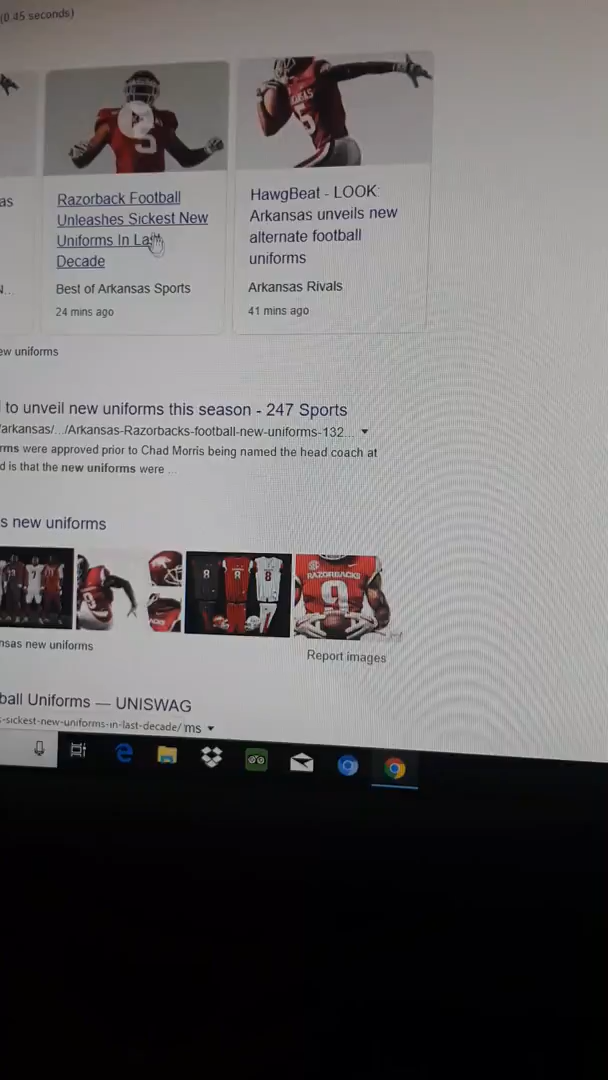 (0.45 seconds)
as
Razorback Football
Unleashes Sickest New
Uniforms In Last
Decade
Best of Arkansas Sports
24 mins ago
HawgBeat - LOOK:
Arkansas unveils new
alternate football
uniforms
Arkansas Rivals
41 mins ago
ew uniforms
to unveil new uniforms this season - 247 Sports
/arkansas/.../Arkansas-Razorbacks-football-new-uniforms-132...
rms were approved prior to Chad Morris being named the head coach at
d is that the new uniforms were ...
s new uniforms
RAZORBACKS
9
nsas new uniforms
Report images
ball Uniforms — UNISWAG
-sickest-new-uniforms-in-last-decade/
ms